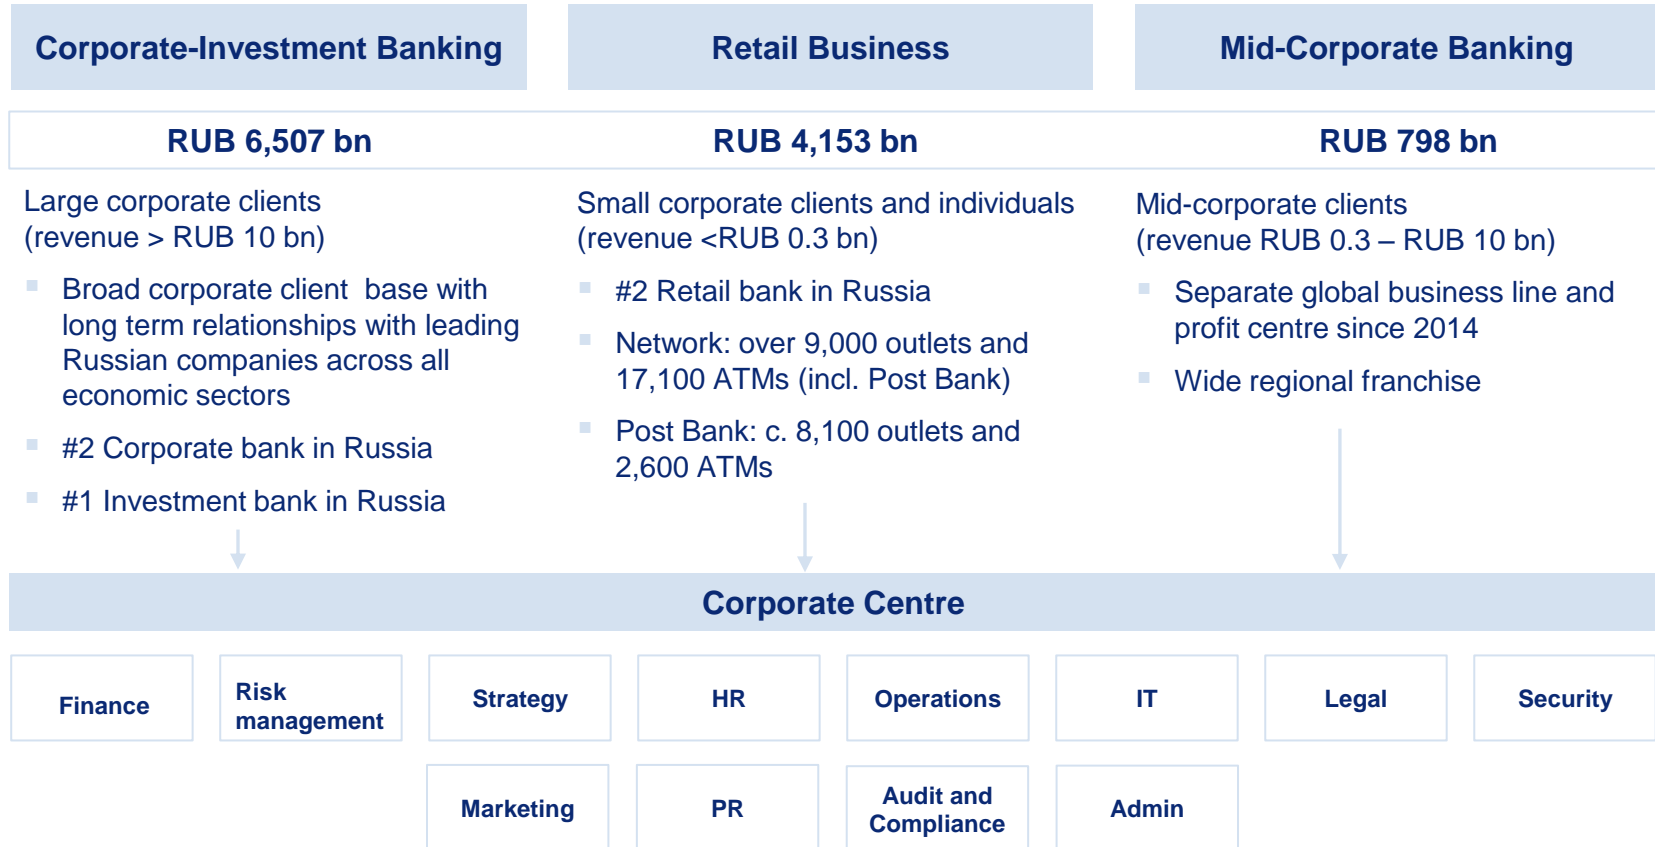 Corporate-Investment Banking
Retail Business
Mid-Corporate Banking
RUB 6,507 bn
RUB 4,153 bn
RUB 798 bn
Large corporate clients
(revenue > RUB 10 bn)
Broad corporate client  base with
long term relationships with leading
Russian companies across all
economic sectors
#2 Corporate bank in Russia
#1 Investment bank in Russia
Small corporate clients and individuals
(revenue <RUB 0.3 bn)
#2 Retail bank in Russia
Network: over 9,000 outlets and
17,100 ATMs (incl. Post Bank)
Post Bank: c. 8,100 outlets and
2,600 ATMs
Mid-corporate clients
(revenue RUB 0.3 – RUB 10 bn)
Separate global business line and
profit centre since 2014
Wide regional franchise
Corporate Centre
Finance
Risk
management
Strategy
HR
Operations
IT
Legal
Security
Marketing
PR
Audit and
Compliance
Admin